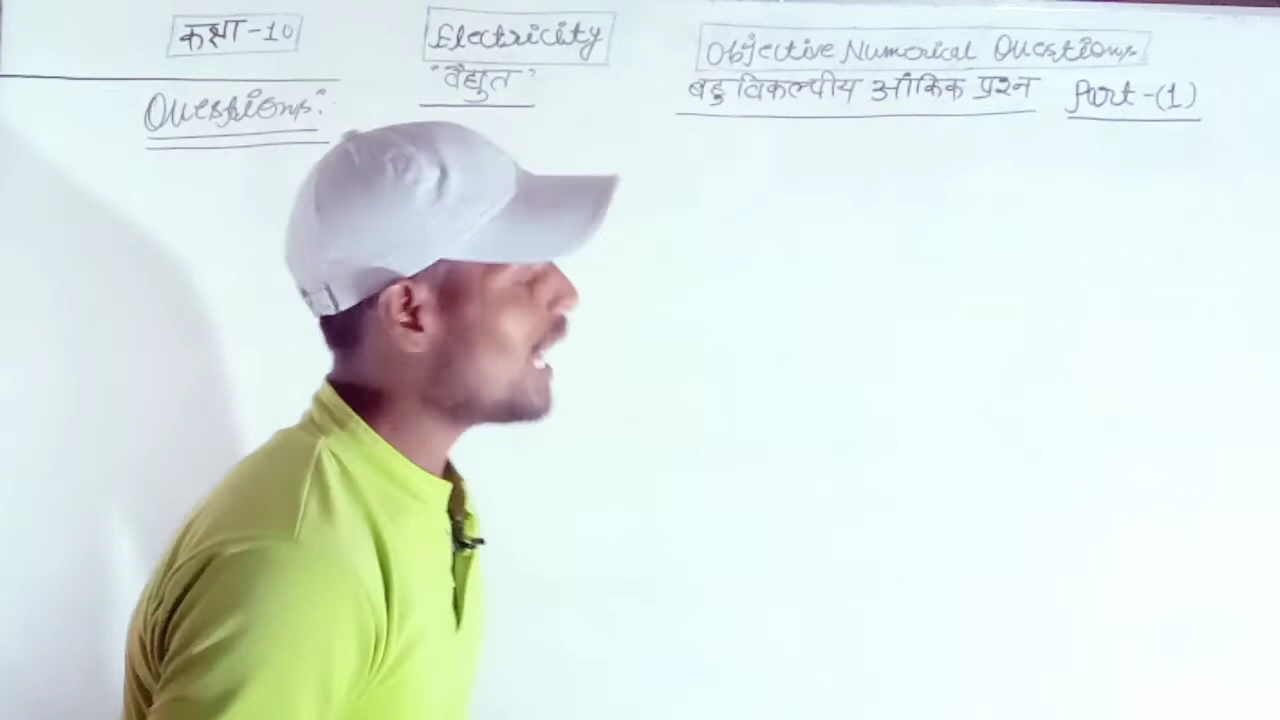 कक्षा-10
Electricity
"वैद्युत"
Objective Numerical Questions
बहु विकल्पीय आंकिक प्रश्न Part-(1)
Questions: